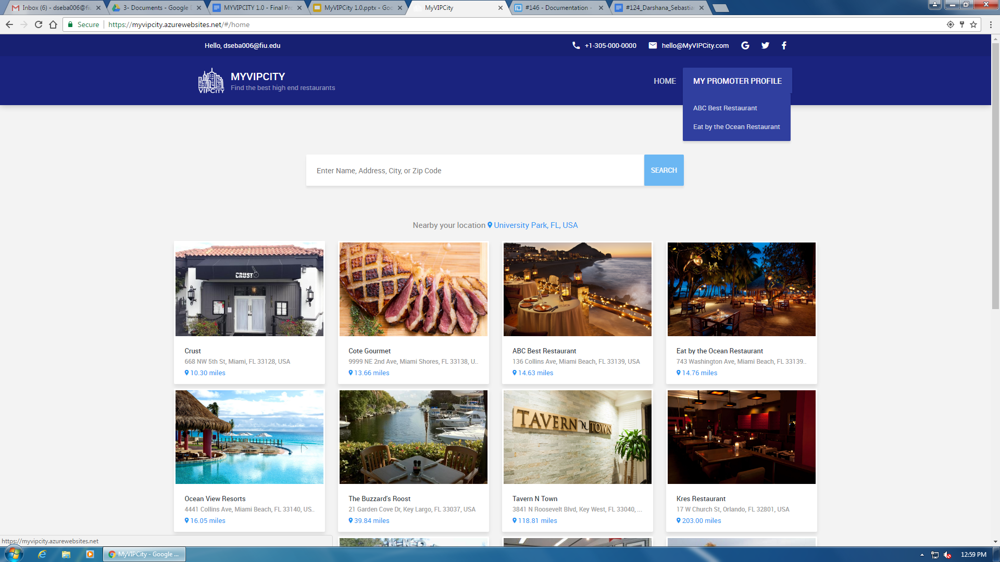 Inbox (6) - dseba006@fiu
3- Documents - Google
MYVIPCITY 1.0 - Final Pro
MyVIPCity 1.0.pptx - Goo
MyVIPCity
#146 - Documentation -
#124_Darshana_Sebastia
Secure
https://myvipcity.azurewebsites.net/#/home
Hello, dseba006@fiu.edu
+1-305-000-0000
hello@MyVIPCity.com
VIPCITY
MYVIPCITY
Find the best high end restaurants
HOME
MY PROMOTER PROFILE
ABC Best Restaurant
Eat by the Ocean Restaurant
Enter Name, Address, City, or Zip Code
SEARCH
Nearby your location University Park, FL, USA
CRUST
Crust
668 NW 5th St, Miami, FL 33128, USA
10.30 miles
Cote Gourmet
9999 NE 2nd Ave, Miami Shores, FL 33138, U..
13.66 miles
ABC Best Restaurant
136 Collins Ave, Miami Beach, FL 33139, USA
14.63 miles
Eat by the Ocean Restaurant
743 Washington Ave, Miami Beach, FL 33139..
14.76 miles
TAVERN N TOWN
Ocean View Resorts
4441 Collins Ave, Miami Beach, FL 33140, US..
16.05 miles
The Buzzard's Roost
21 Garden Cove Dr, Key Largo, FL 33037, USA
39.84 miles
Tavern N Town
3841 N Roosevelt Blvd, Key West, FL 33040, ...
118.81 miles
Kres Restaurant
17 W Church St, Orlando, FL 32801, USA
203.00 miles
https://myvipcity.azurewebsites.net
MyVIPCity - Google ...
12:59 PM